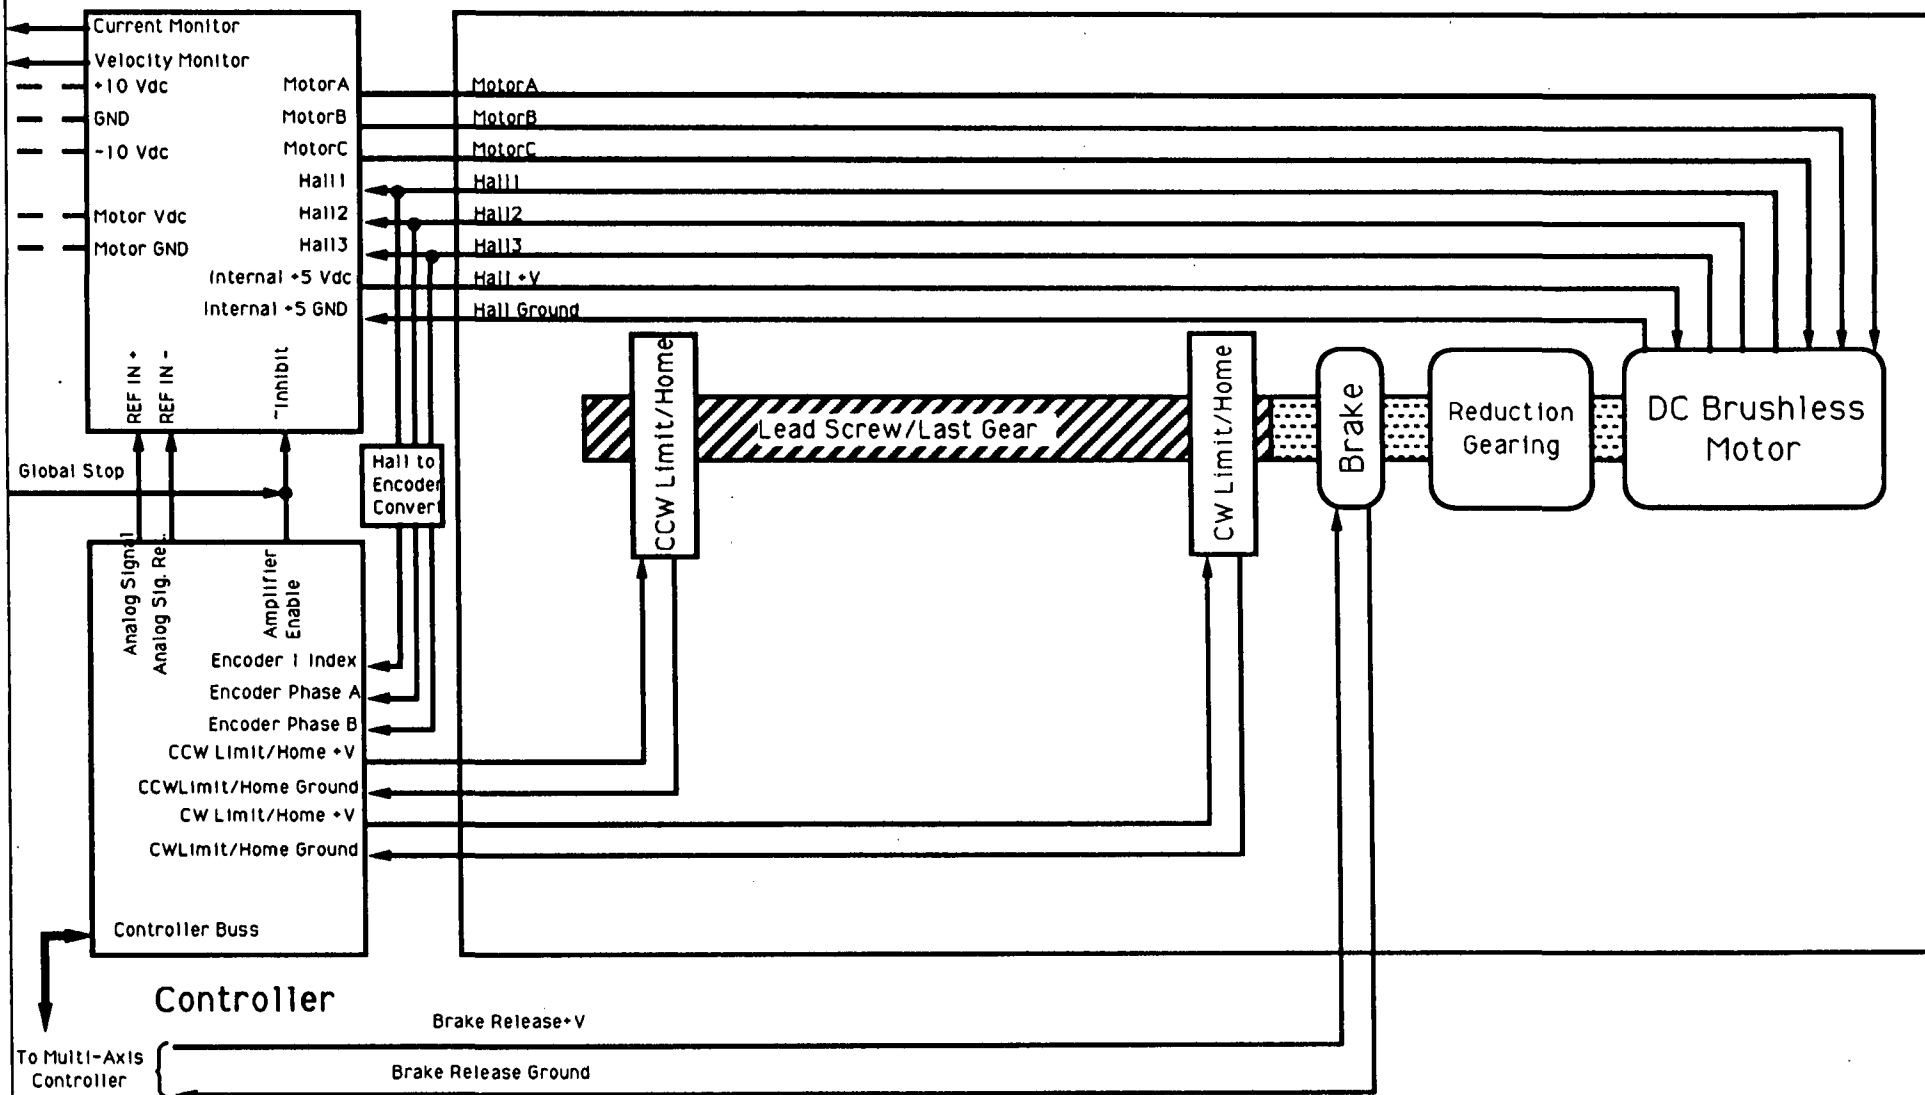 Current Monitor
Velocity Monitor
+10 Vdc
GND
-10 Vdc
Motor Vdc
Motor GND
MotorA
MotorB
MotorC
Hall1
Hall2
Hall3
Internal +5 Vdc
Internal +5 GND
MotorA
MotorB
MotorC
Hall1
Hall2
Hall3
Hall +V
Hall Ground
REF IN +
REF IN -
~Inhibit
Global Stop
Hall to
Encoder
Convert
CCW Limit/Home
Lead Screw/Last Gear
CW Limit/Home
Brake
Reduction
Gearing
DC Brushless
Motor
Analog Signal
Analog Sig. Re..
Amplifier
Enable
Encoder 1 Index
Encoder Phase A
Encoder Phase B
CCW Limit/Home +V
CCWLimit/Home Ground
CW Limit/Home +V
CWLimit/Home Ground
Controller Buss
Controller
Brake Release+V
To Multi-Axis
Controller
Brake Release Ground